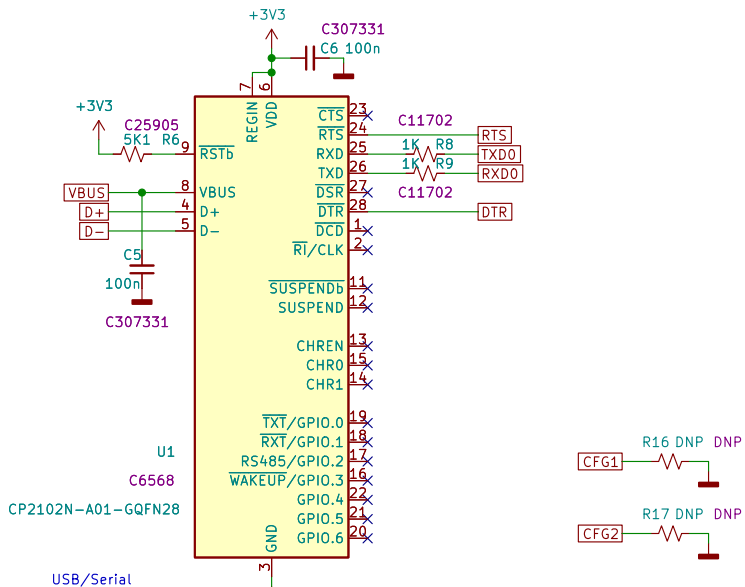 +3V3
C307331
C6 100n
7
6
REGIN
VDD
+3V3
C25905
5K1 R6
9
RSTb
VBUS
8
VBUS
D+
4
D+
D-
5
D-
C5
100n
C307331
CTS
23
C11702
RTS
24
RTS
RXD
25
1K R8
TXD0
TXD
26
1K R9
RXD0
DSR
27
C11702
DTR
28
DTR
DCD
1
RI/CLK
2
SUSPENDb
11
SUSPEND
12
CHREN
13
CHR0
15
CHR1
14
TXT/GPIO.0
19
RXT/GPIO.1
18
RS485/GPIO.2
17
WAKEUP/GPIO.3
16
GPIO.4
22
GPIO.5
21
GPIO.6
20
U1
C6568
CP2102N-A01-GQFN28
GND
3
USB/Serial
R16 DNP DNP
CFG1
R17 DNP DNP
CFG2